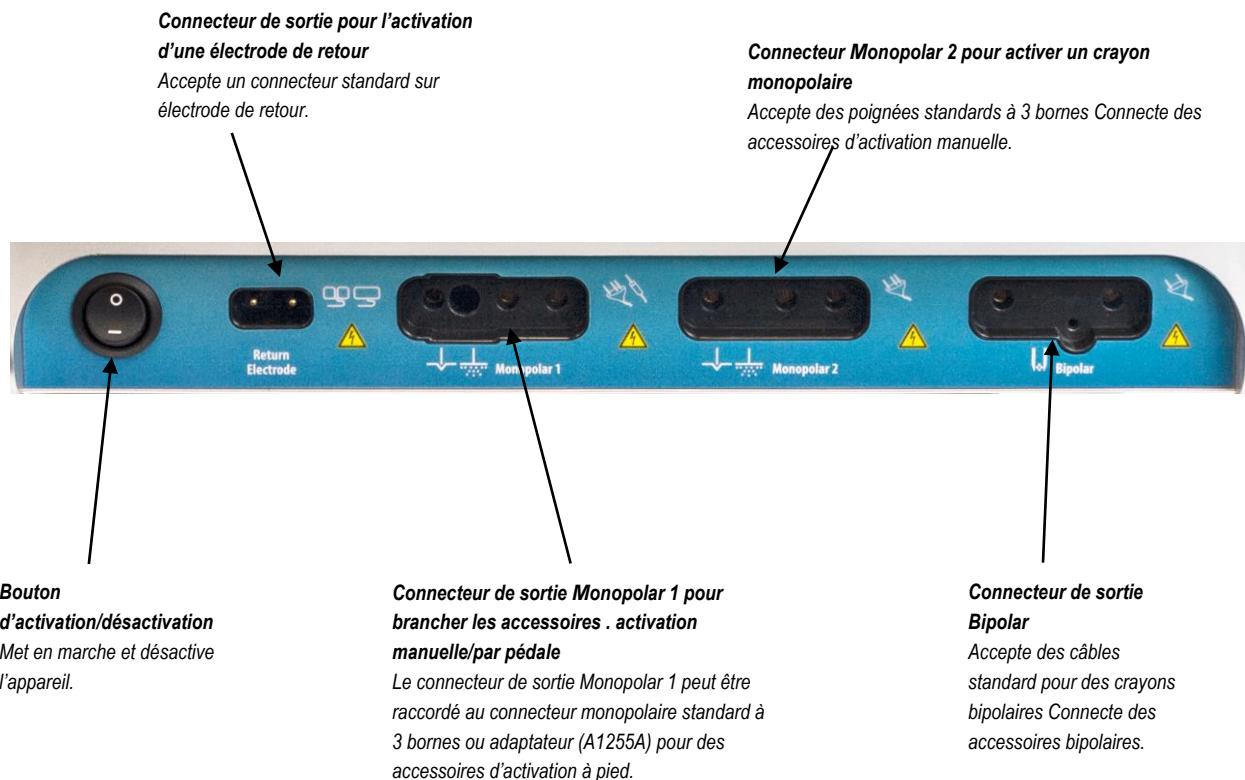 Connecteur de sortie pour l'activation
d'une électrode de retour
Accepte un connecteur standard sur
électrode de retour.
Connecteur Monopolar 2 pour activer un crayon
monopolaire
Accepte des poignées standards à 3 bornes Connecte des
accessoires d'activation manuelle.
Return
Electrode
Monopolar 1
Monopolar 2
Bipolar
Bouton
d'activation/désactivation
Met en marche et désactive
l'appareil.
Connecteur de sortie Monopolar 1 pour
brancher les accessoires . activation
manuelle/par pédale
Le connecteur de sortie Monopolar 1 peut être
raccordé au connecteur monopolaire standard à
3 bornes ou adaptateur (A1255A) pour des
accessoires d'activation à pied.
Connecteur de sortie
Bipolar
Accepte des câbles
standard pour des crayons
bipolaires Connecte des
accessoires bipolaires.